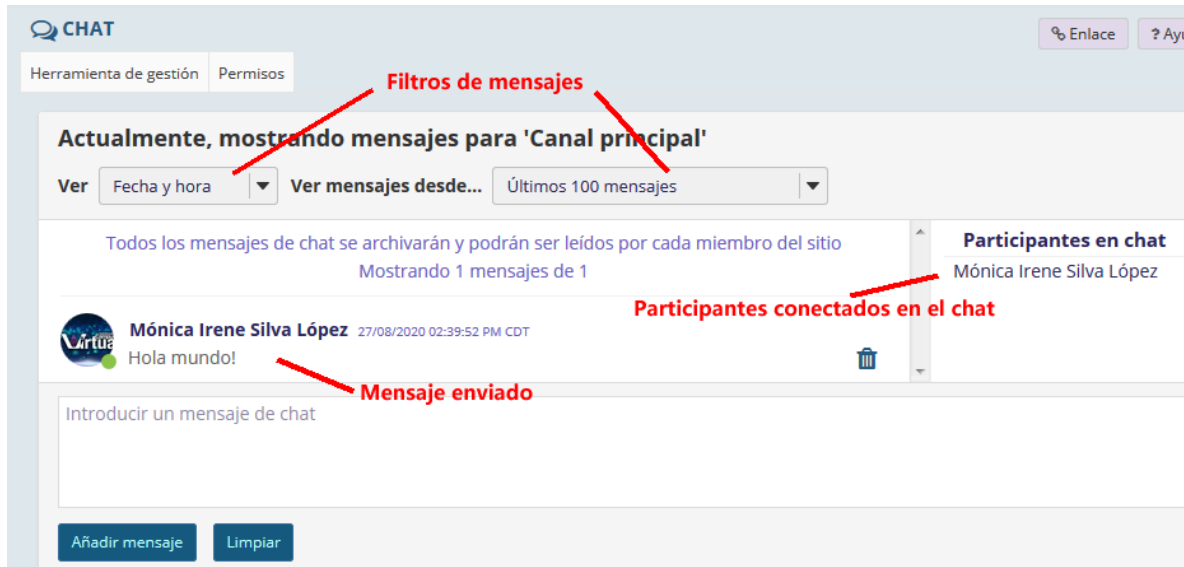 CHAT
Enlace
? Ayu
Herramienta de gestión Permisos
Filtros de mensajes
Actualmente, mostrando mensajes para 'Canal principal'
Ver Fecha y hora Ver mensajes desde... Últimos 100 mensajes
Todos los mensajes de chat se archivarán y podrán ser leídos por cada miembro del sitio
Mostrando 1 mensajes de 1
Participantes en chat
Mónica Irene Silva López
Participantes conectados en el chat
Mónica Irene Silva López 27/08/2020 02:39:52 PM CDT
Hola mundo!
Mensaje enviado
Introducir un mensaje de chat
Añadir mensaje Limpiar